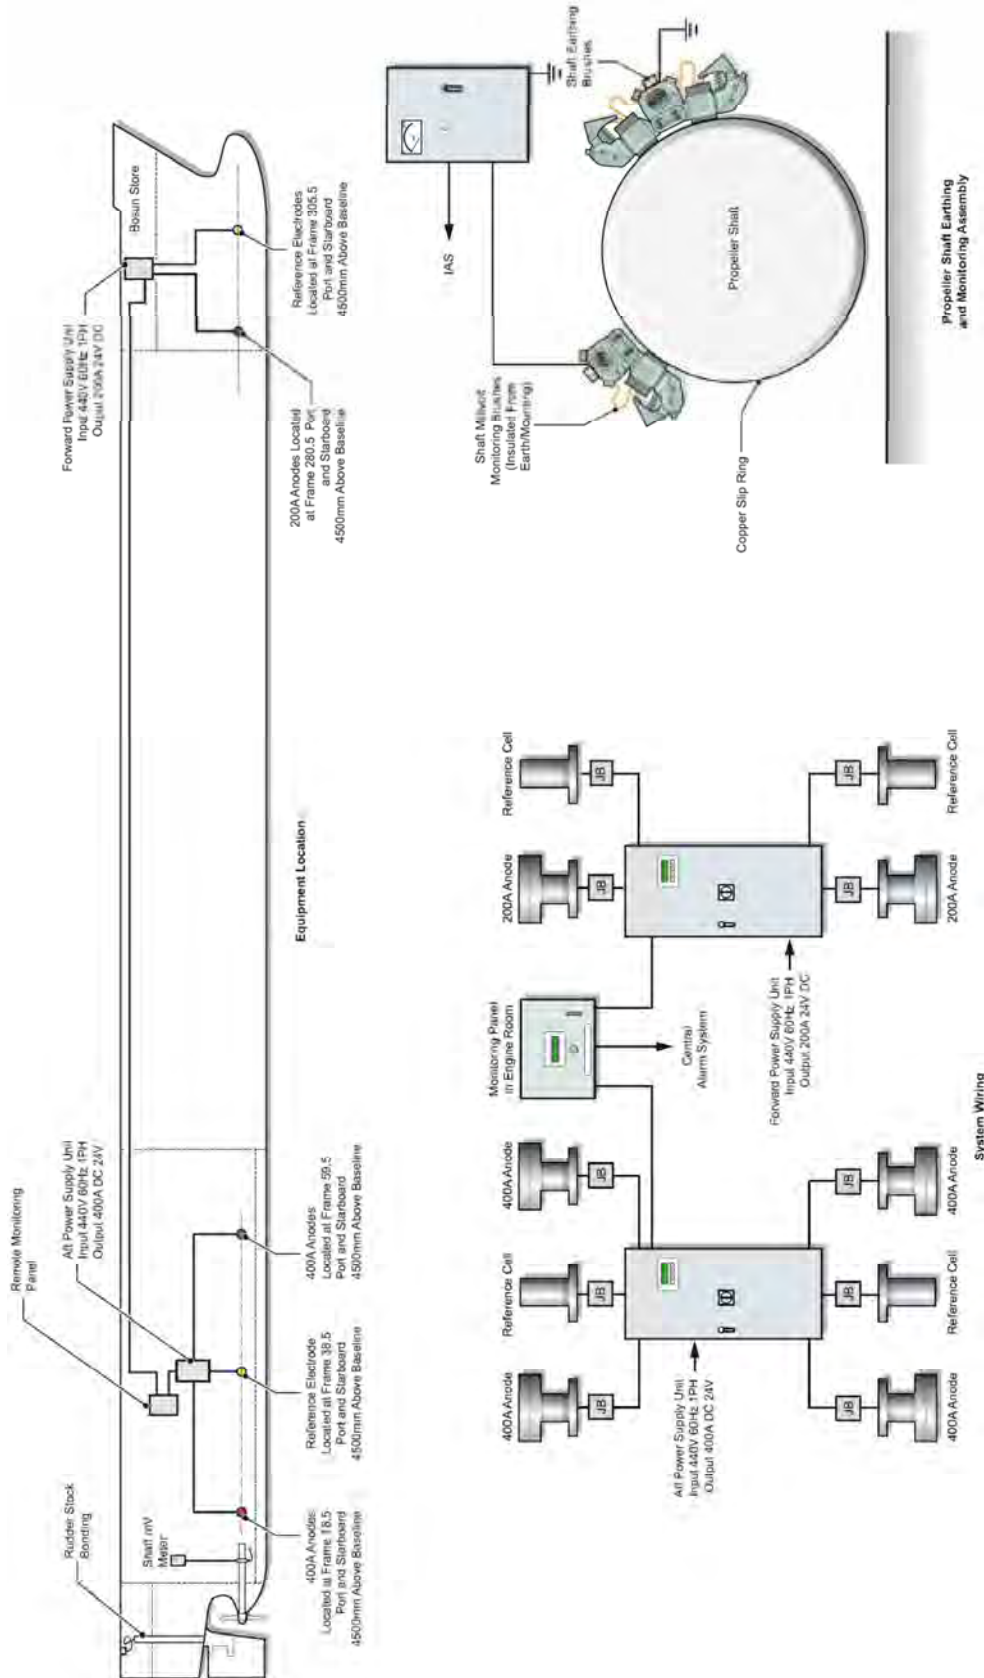 Rudder Stock
Bonding
Shaft mV
Meter
Remote Monitoring
Panel
Aft Power Supply Unit
Input 440V 60Hz 1PH
Output 400A DC 24V
Forward Power Supply Unit
Input 440V 60Hz 1PH
Output 200A 24V DC
Bosun Store
400A Anodes
Located at Frame 18.5
Port and Starboard
4500mm Above Baseline
Reference Electrode
Located at Frame 38.5
Port and Starboard
4500mm Above Baseline
400A Anodes
Located at Frame 59.5
Port and Starboard
4500mm Above Baseline
200A Anodes Located
at Frame 280.5 Port
and Starboard
4500mm Above Baseline
Reference Electrodes
Located at Frame 305.5
Port and Starboard
4500mm Above Baseline
Equipment Location
400A Anode
Reference Cell
400A Anode
Monitoring Panel
in Engine Room
200A Anode
Reference Cell
JB
JB
JB
JB
JB
Aft Power Supply Unit
Input 440V 60Hz 1PH
Output 400A DC 24V
Central
Alarm System
Forward Power Supply Unit
Input 440V 60Hz 1PH
Output 200A 24V DC
JB
JB
JB
JB
JB
400A Anode
Reference Cell
400A Anode
200A Anode
Reference Cell
System Wiring
IAS
Shaft Earthing
Brushes
Shaft Millivolt
Monitoring Brushes
(Insulated From
Earth/Mounting)
Copper Slip Ring
Propeller Shaft
Propeller Shaft Earthing
and Monitoring Assembly